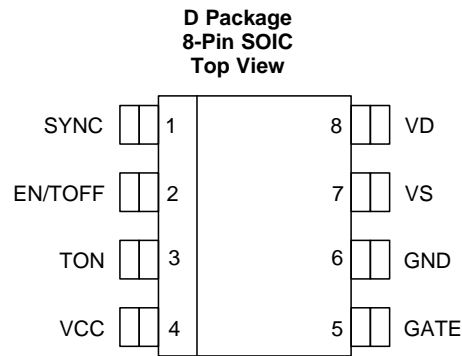 D Package
8-Pin SOIC
Top View
SYNC 1 8 VD
EN/TOFF 2 7 VS
TON 3 6 GND
VCC 4 5 GATE